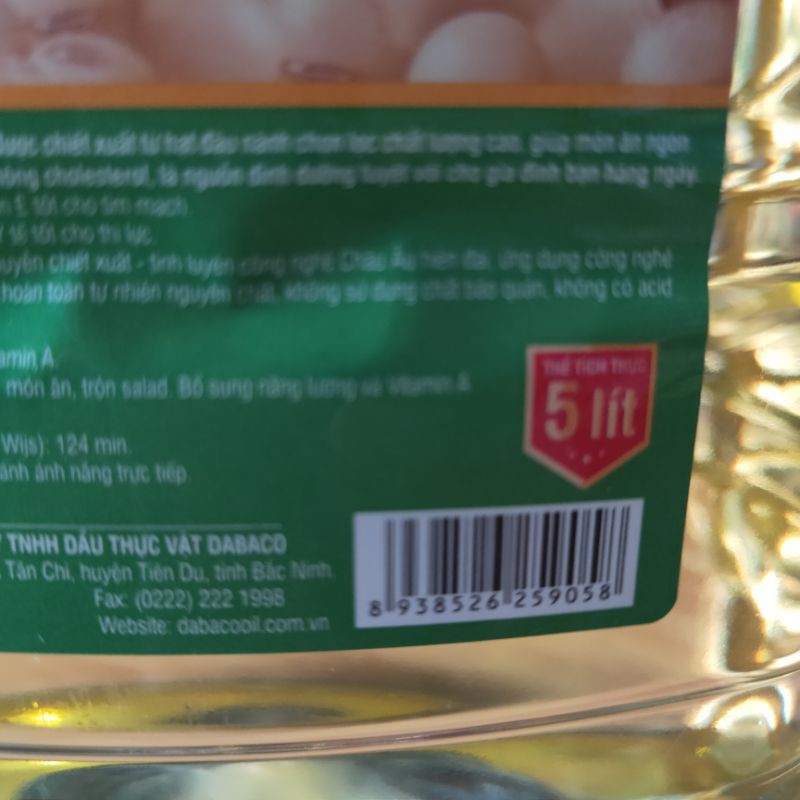 được chiết xuất từ hạt đậu nành chọn lọc chất lượng cao, giúp món ăn ngon
cholesterol, là nguồn dinh dưỡng tuyệt vời cho gia đình bạn hàng ngày.
E tốt cho tim mạch.
tố tốt cho thị lực.
chiết xuất - tinh luyện công nghệ Châu Âu hiện đại, ứng dụng công nghệ
hoàn toàn tự nhiên nguyên chất, không sử dụng chất bảo quản, không có acid
amin A.
món ăn, trộn salad. Bổ sung năng lượng và Vitamin A
THỂ TÍCH THỰC
5 lít
Wijs): 124 min.
ánh ánh nắng trực tiếp.
TNHH DẦU THỰC VẬT DABACO
Tân Chi, huyện Tiên Du, tỉnh Bắc Ninh.
Fax: (0222) 222 1998
Website: dabacooil.com.vn
8 938526 259058